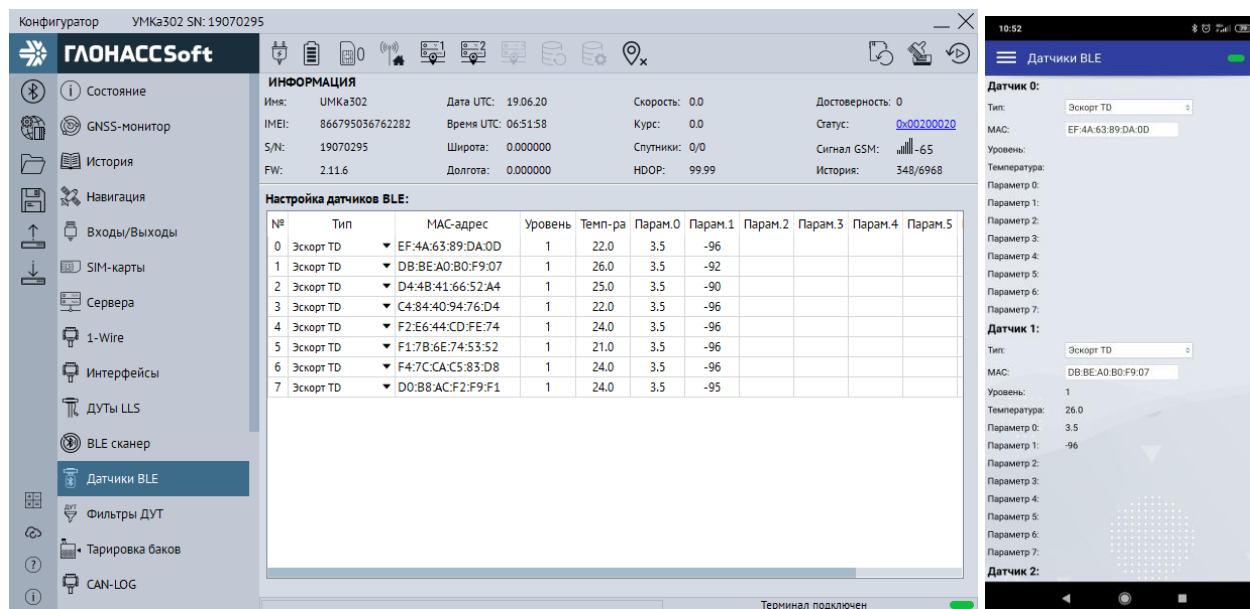 Конфигуратор УМКа302 SN: 19070295
ГЛОНАССSoft
0 1 2
Состояние
GNSS-монитор
История
Навигация
Входы/Выходы
SIM-карты
Сервера
1-Wire
Интерфейсы
ДУТы LLS
BLE сканер
Датчики BLE
Фильтры ДУТ
Тарировка баков
CAN-LOG
ИНФОРМАЦИЯ
Имя: UMKa302 Дата UTC: 19.06.20 Скорость: 0.0 Достоверность: 0
IMEI: 866795036762282 Время UTC: 06:51:58 Курс: 0.0 Статус: 0x00200020
S/N: 19070295 Широта: 0.000000 Спутники: 0/0 Сигнал GSM: -65
FW: 2.11.6 Долгота: 0.000000 HDOP: 99.99 История: 348/6968
Настройка датчиков BLE:
№ Тип MAC-адрес Уровень Темп-ра Парам.0 Парам.1 Парам.2 Парам.3 Парам.4 Парам.5
0 Эскорт TD EF:4A:63:89:DA:0D 1 22.0 3.5 -96
1 Эскорт TD DB:BE:A0:B0:F9:07 1 26.0 3.5 -92
2 Эскорт TD D4:4B:41:66:52:A4 1 25.0 3.5 -90
3 Эскорт TD C4:84:40:94:76:D4 1 22.0 3.5 -96
4 Эскорт TD F2:E6:44:CD:FE:74 1 24.0 3.5 -96
5 Эскорт TD F1:7B:6E:74:53:52 1 21.0 3.5 -96
6 Эскорт TD F4:7C:CA:C5:83:D8 1 24.0 3.5 -96
7 Эскорт TD D0:B8:AC:F2:F9:F1 1 24.0 3.5 -95
Терминал подключен
10:52
Датчики BLE
Датчик 0:
Тип: Эскорт TD
MAC: EF:4A:63:89:DA:0D
Уровень:
Температура:
Параметр 0:
Параметр 1:
Параметр 2:
Параметр 3:
Параметр 4:
Параметр 5:
Параметр 6:
Параметр 7:
Датчик 1:
Тип: Эскорт TD
MAC: DB:BE:A0:B0:F9:07
Уровень: 1
Температура: 26.0
Параметр 0: 3.5
Параметр 1: -96
Параметр 2:
Параметр 3:
Параметр 4:
Параметр 5:
Параметр 6:
Параметр 7:
Датчик 2: